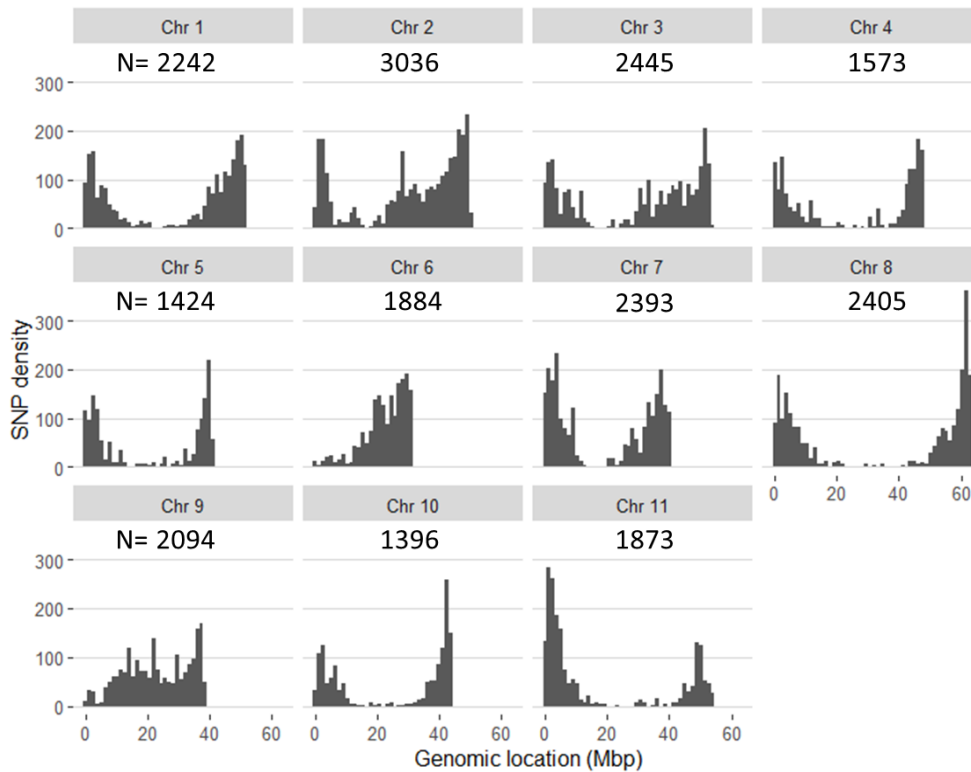 Chr 1 Chr 2 Chr 3 Chr 4
N= 2242 3036 2445 1573
300
200
100
0
Chr 5 Chr 6 Chr 7 Chr 8
N= 1424 1884 2393 2405
300
200
100
0
Chr 9 Chr 10 Chr 11
0 20 40 60
N= 2094 1396 1873
300
200
100
0
0 20 40 60 0 20 40 60 0 20 40 60
SNP density
Genomic location (Mbp)